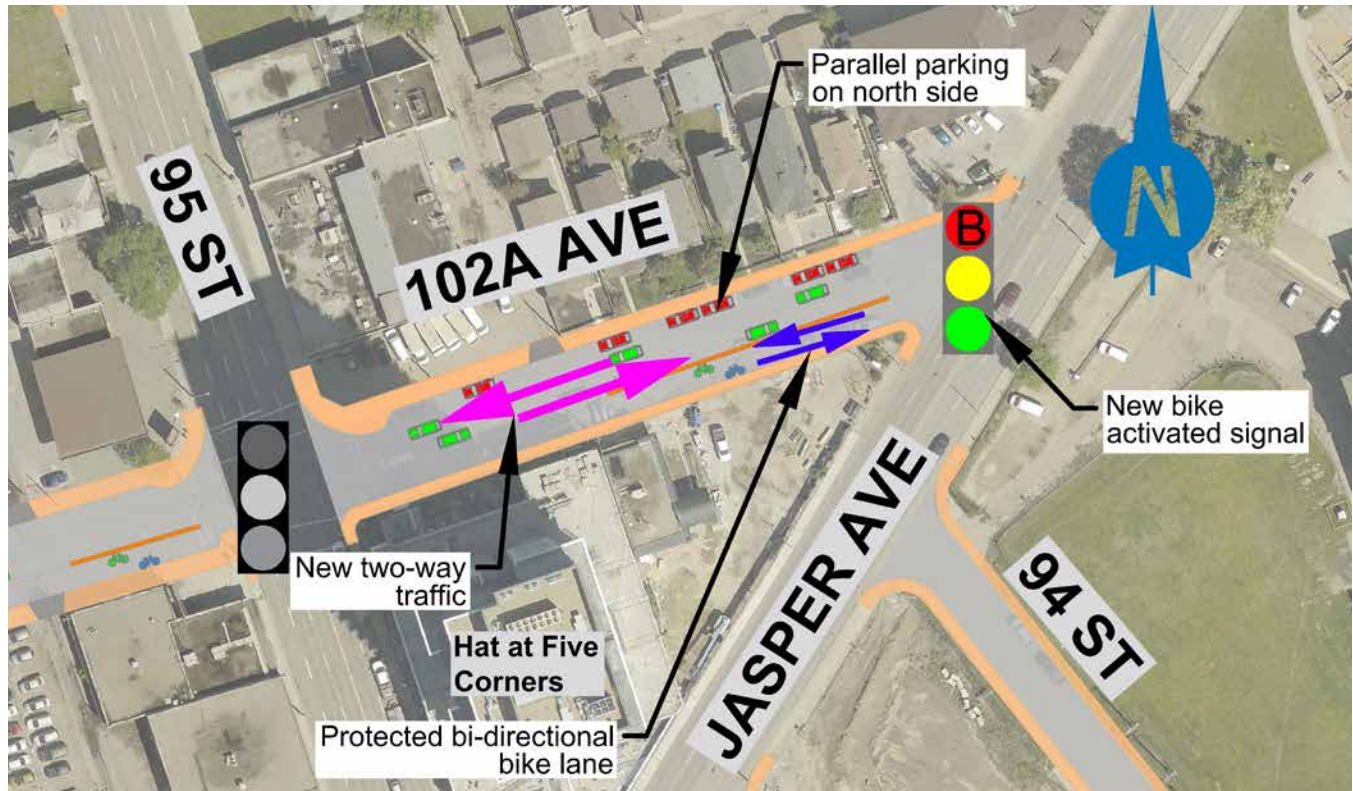 Parallel parking
on north side
N
95 ST
102A AVE
B
New bike
activated signal
New two-way
traffic
Hat at Five
Corners
JASPER AVE
94 ST
Protected bi-directional
bike lane